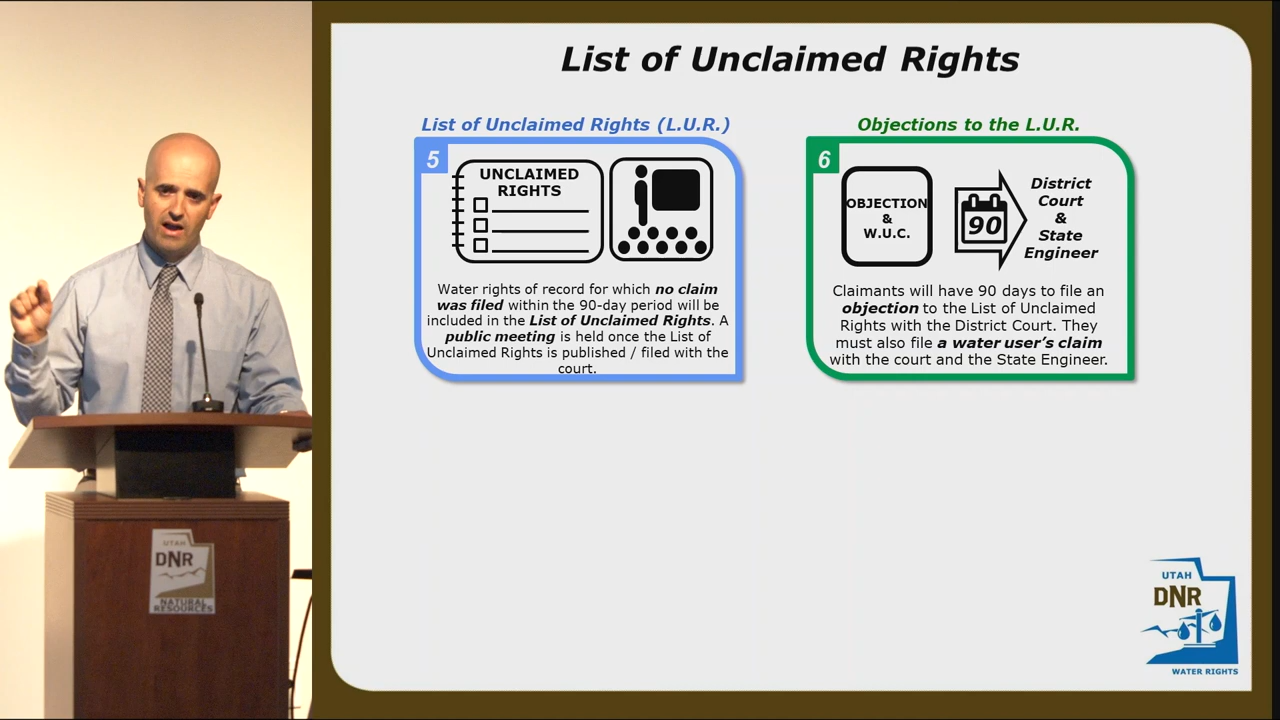 List of Unclaimed Rights
List of Unclaimed Rights (L.U.R.)
5
UNCLAIMED
RIGHTS
Water rights of record for which no claim
was filed within the 90-day period will be
included in the List of Unclaimed Rights. A
public meeting is held once the List of
Unclaimed Rights is published / filed with the
court.
Objections to the L.U.R.
6
OBJECTION
&
W.U.C.
90
District
Court
&
State
Engineer
Claimants will have 90 days to file an
objection to the List of Unclaimed
Rights with the District Court. They
must also file a water user’s claim
with the court and the State Engineer.
UTAH
DNR
WATER RIGHTS
UTAH
DNR
NATURAL
RESOURCES